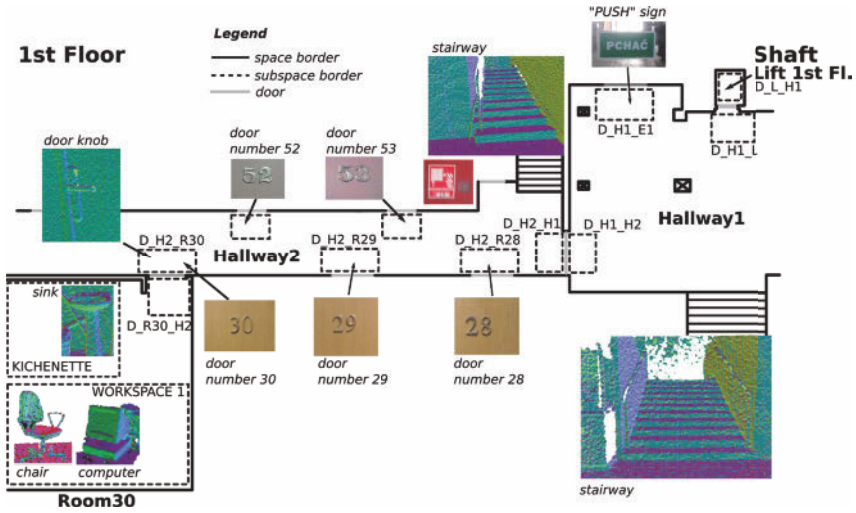 1st Floor
Legend
space border
subspace border
door
stairway
"PUSH" sign
PCHAĆ
Shaft
Lift 1st Fl.
D_L_H1
D_H1_E1
D_H1_L
door knob
door
number 52
52
door
number 53
53
D_H2_H1
D_H1_H2
Hallway1
D_H2_R30
Hallway2
D_H2_R29
D_H2_R28
sink
D_R30_H2
KICHENETTE
30
29
28
door
number 30
door
number 29
door
number 28
WORKSPACE 1
chair
computer
Room30
stairway